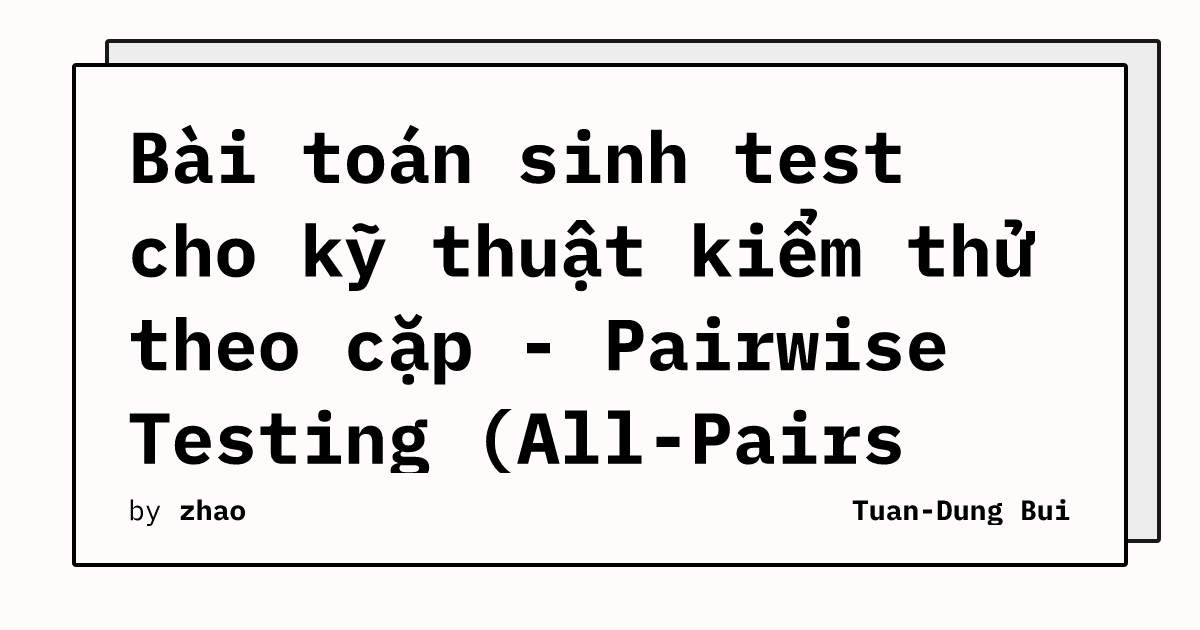 Bài toán sinh test
cho kỹ thuật kiểm thử
theo cặp - Pairwise
Testing (All-Pairs
by zhao
Tuan-Dung Bui